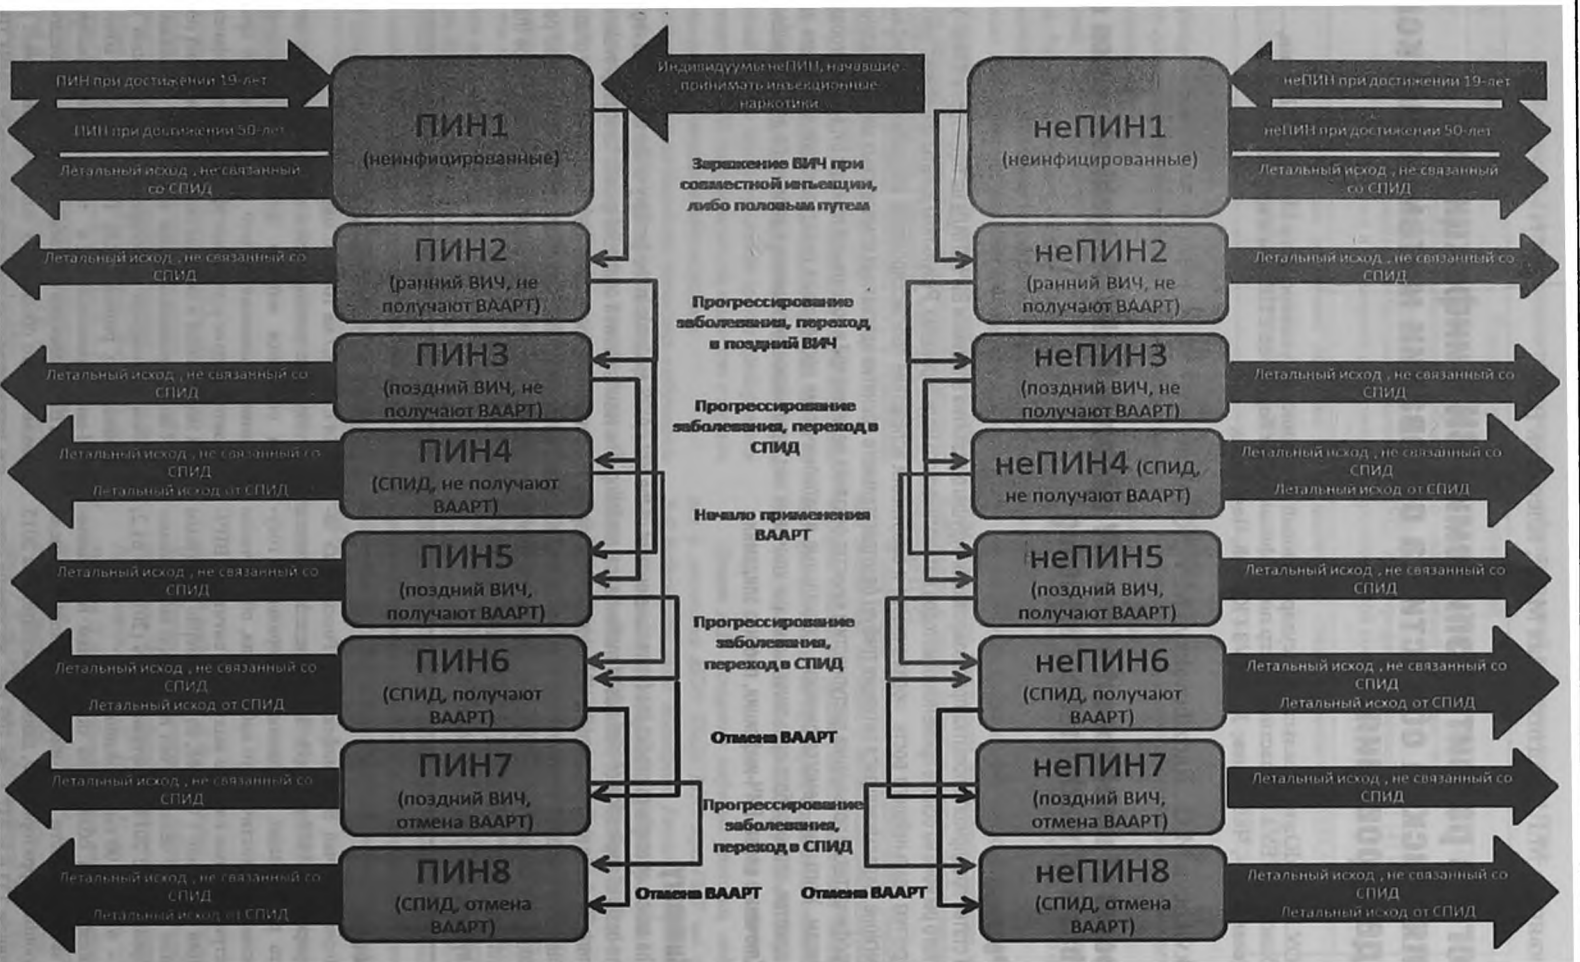 ПИН при достижении 19-лет
ПИН при достижении 50-лет
Летальный исход , не связанный
со СПИД
ПИН1
(неинфицированные)
Индивидуумы неПИН, начавшие
принимать инъекционные
наркотики
неПИН1
(неинфицированные)
неПИН при достижении 19-лет
неПИН при достижении 50-лет
Летальный исход , не связанный
со СПИД
Заражение ВИЧ при
совместной инъекции,
либо половым путем
Летальный исход , не связанный со
СПИД
ПИН2
(ранний ВИЧ, не
получают ВААРТ)
неПИН2
(ранний ВИЧ, не
получают ВААРТ)
Летальный исход , не связанный со
СПИД
Прогрессирование
заболевания, переход
в поздний ВИЧ
Летальный исход , не связанный со
СПИД
ПИН3
(поздний ВИЧ, не
получают ВААРТ)
неПИН3
(поздний ВИЧ, не
получают ВААРТ)
Летальный исход , не связанный со
СПИД
Прогрессирование
заболевания, переход в
СПИД
Летальный исход , не связанный со
СПИД
Летальный исход от СПИД
ПИН4
(СПИД, не получают
ВААРТ)
неПИН4 (СПИД,
не получают ВААРТ)
Летальный исход , не связанный со
СПИД
Летальный исход от СПИД
Начало применения
ВААРТ
Летальный исход , не связанный со
СПИД
ПИН5
(поздний ВИЧ,
получают ВААРТ)
неПИН5
(поздний ВИЧ,
получают ВААРТ)
Летальный исход , не связанный со
СПИД
Прогрессирование
заболевания,
переход в СПИД
Летальный исход , не связанный со
СПИД
Летальный исход от СПИД
ПИН6
(СПИД, получают
ВААРТ)
неПИН6
(СПИД, получают
ВААРТ)
Летальный исход , не связанный со
СПИД
Летальный исход от СПИД
Отмена ВААРТ
Летальный исход , не связанный со
СПИД
ПИН7
(поздний ВИЧ,
отмена ВААРТ)
неПИН7
(поздний ВИЧ,
отмена ВААРТ)
Летальный исход , не связанный со
СПИД
Прогрессирование
заболевания,
переход в СПИД
Летальный исход , не связанный со
СПИД
Летальный исход от СПИД
ПИН8
(СПИД, отмена
ВААРТ)
Отмена ВААРТ
Отмена ВААРТ
неПИН8
(СПИД, отмена
ВААРТ)
Летальный исход , не связанный со
СПИД
Летальный исход от СПИД